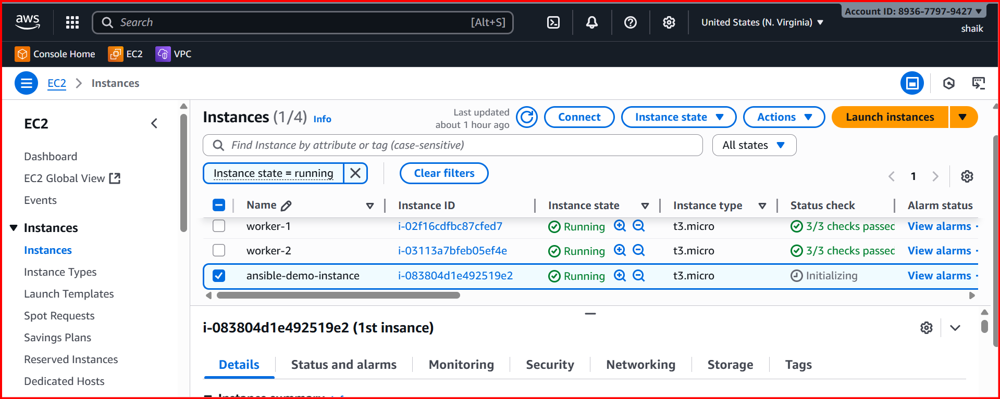 aws
Search [Alt+S]
United States (N. Virginia)
Account ID: 8936-7797-9427
shaik
Console Home EC2 VPC
EC2 Instances
EC2
Dashboard
EC2 Global View
Events
Instances
Instances
Instance Types
Launch Templates
Spot Requests
Savings Plans
Reserved Instances
Dedicated Hosts
Instances (1/4) Info
Last updated
about 1 hour ago
Connect Instance state Actions Launch instances
Find Instance by attribute or tag (case-sensitive) All states
Instance state = running Clear filters
1
Name Instance ID Instance state Instance type Status check Alarm status
worker-1 i-02f16cdfbc87cfed7 Running t3.micro 3/3 checks passed View alarms
worker-2 i-03113a7bfeb05ef4e Running t3.micro 3/3 checks passed View alarms
ansible-demo-instance i-083804d1e492519e2 Running t3.micro Initializing View alarms
i-083804d1e492519e2 (1st insance)
Details Status and alarms Monitoring Security Networking Storage Tags
Instance summary